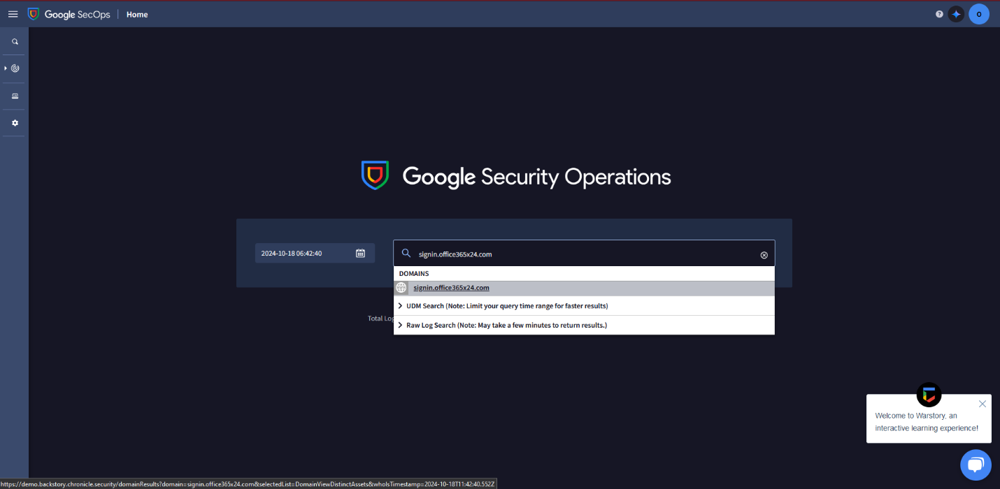 Google SecOps | Home
O
Google Security Operations
2024-10-18 06:42:40
signin.office365x24.com
DOMAINS
signin.office365x24.com
UDM Search (Note: Limit your query time range for faster results)
Total Log
Raw Log Search (Note: May take a few minutes to return results.)
Welcome to Warstory, an
interactive learning experience!
https://demo.backstory.chronicle.security/domainResults?domain=signin.office365x24.com&selectedList=DomainViewDistinctAssets&whoIsTimestamp=2024-10-18T11:42:40.552Z